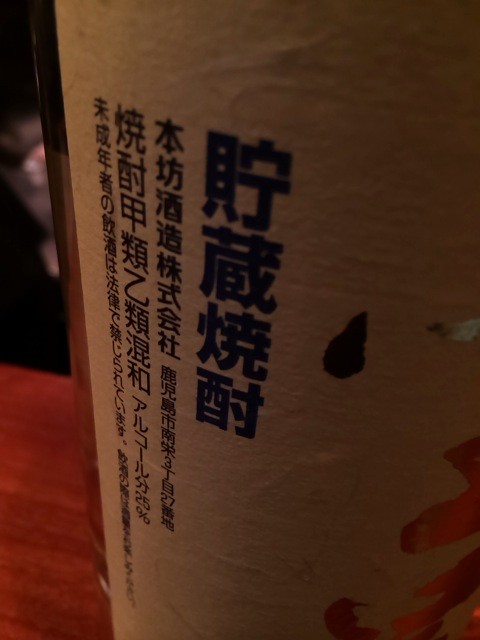 貯蔵焼酎
本坊酒造株式会社 鹿児島市南栄3丁目27番地
焼酎甲類乙類混和 アルコール分25%
未成年者の飲酒は法律で禁じられています。